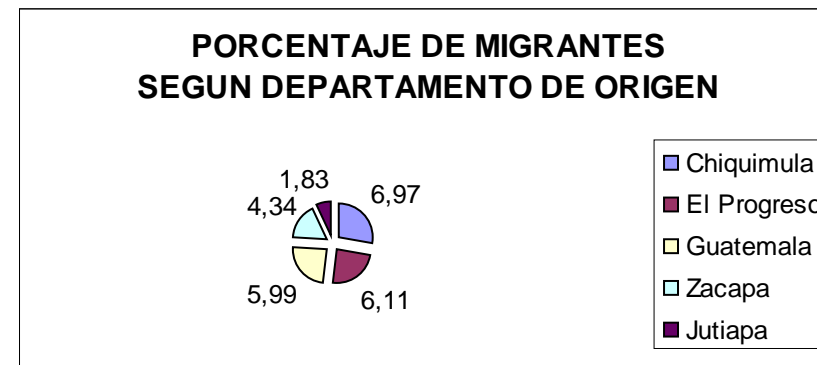 PORCENTAJE DE MIGRANTES
SEGUN DEPARTAMENTO DE ORIGEN
1,83
6,97
4,34
5,99
6,11
Chiquimula
El Progreso
Guatemala
Zacapa
Jutiapa